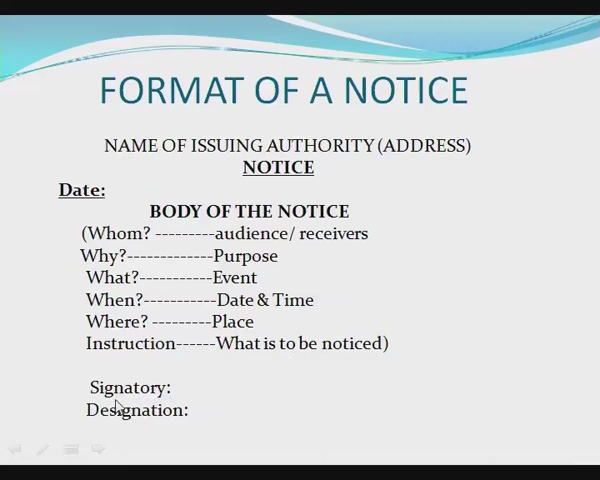 FORMAT OF A NOTICE
NAME OF ISSUING AUTHORITY (ADDRESS)
NOTICE
Date:
BODY OF THE NOTICE
(Whom? ---------audience/ receivers
Why?-------------Purpose
What?-----------Event
When?-----------Date & Time
Where? ---------Place
Instruction------What is to be noticed)
Signatory:
Designation: